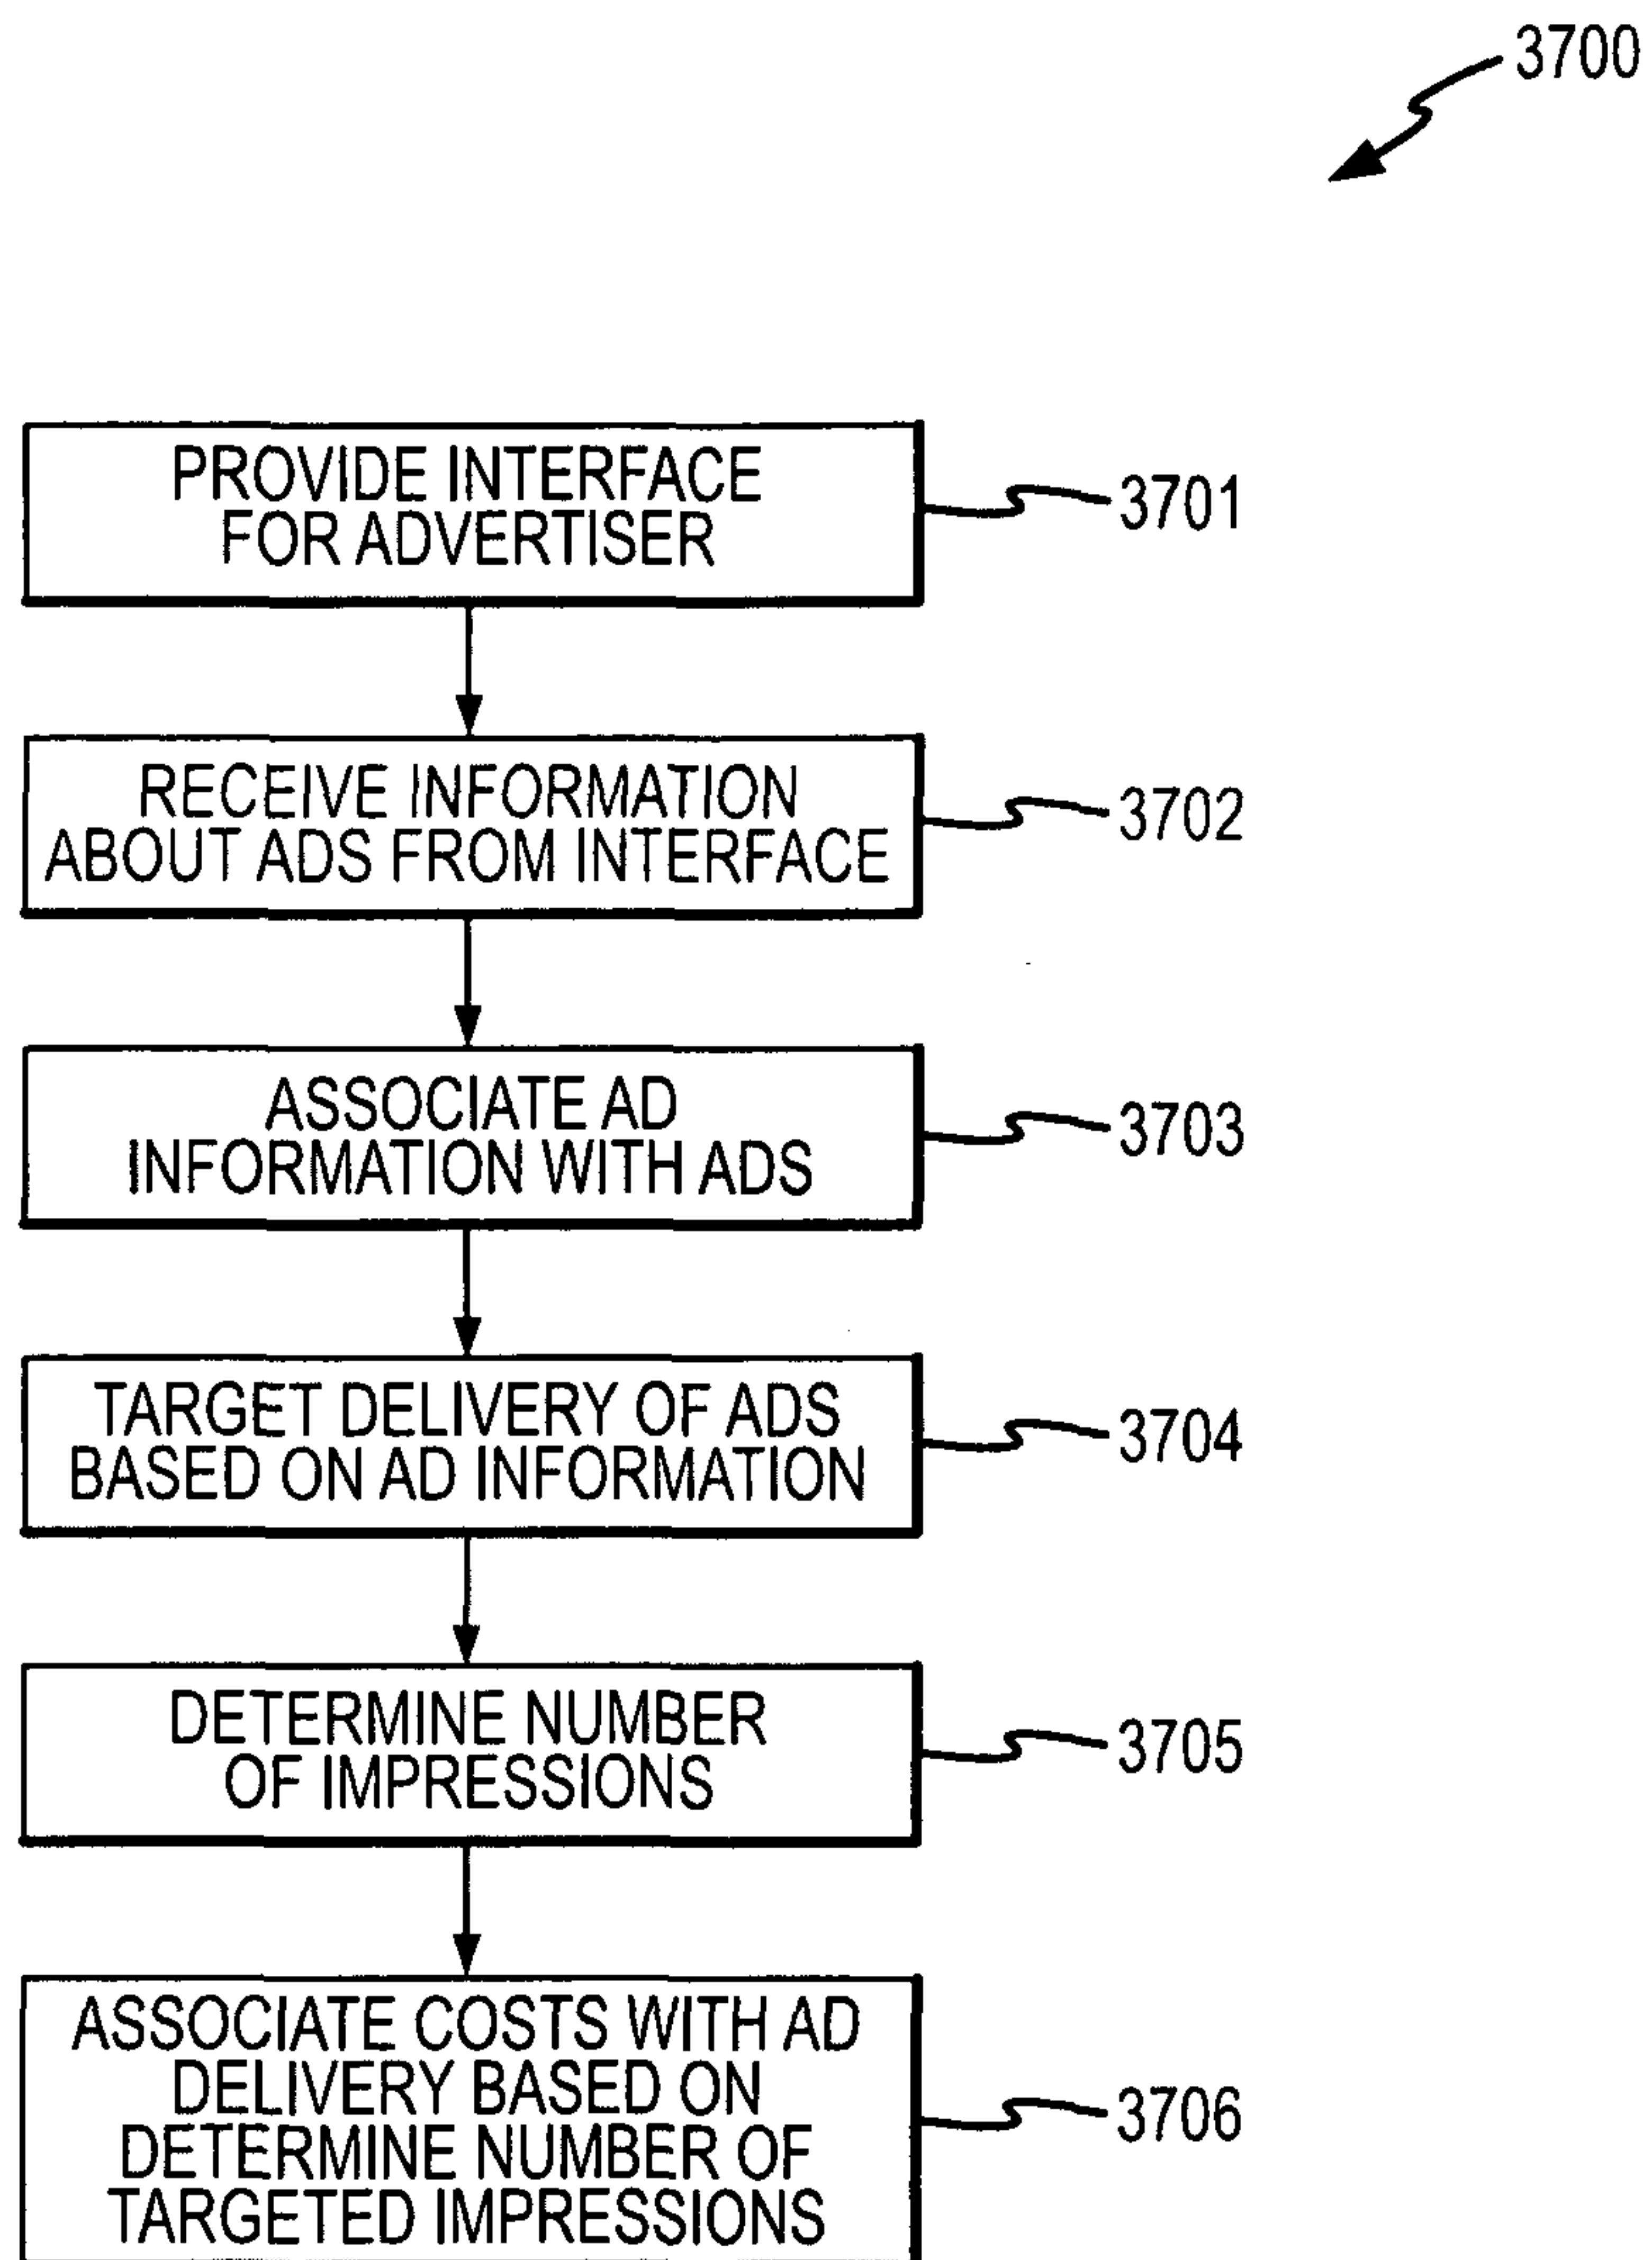 3700
PROVIDE INTERFACE
FOR ADVERTISER
3701
RECEIVE INFORMATION
ABOUT ADS FROM INTERFACE
3702
ASSOCIATE AD
INFORMATION WITH ADS
3703
TARGET DELIVERY OF ADS
BASED ON AD INFORMATION
3704
DETERMINE NUMBER
OF IMPRESSIONS
3705
ASSOCIATE COSTS WITH AD
DELIVERY BASED ON
DETERMINE NUMBER OF
TARGETED IMPRESSIONS
3706